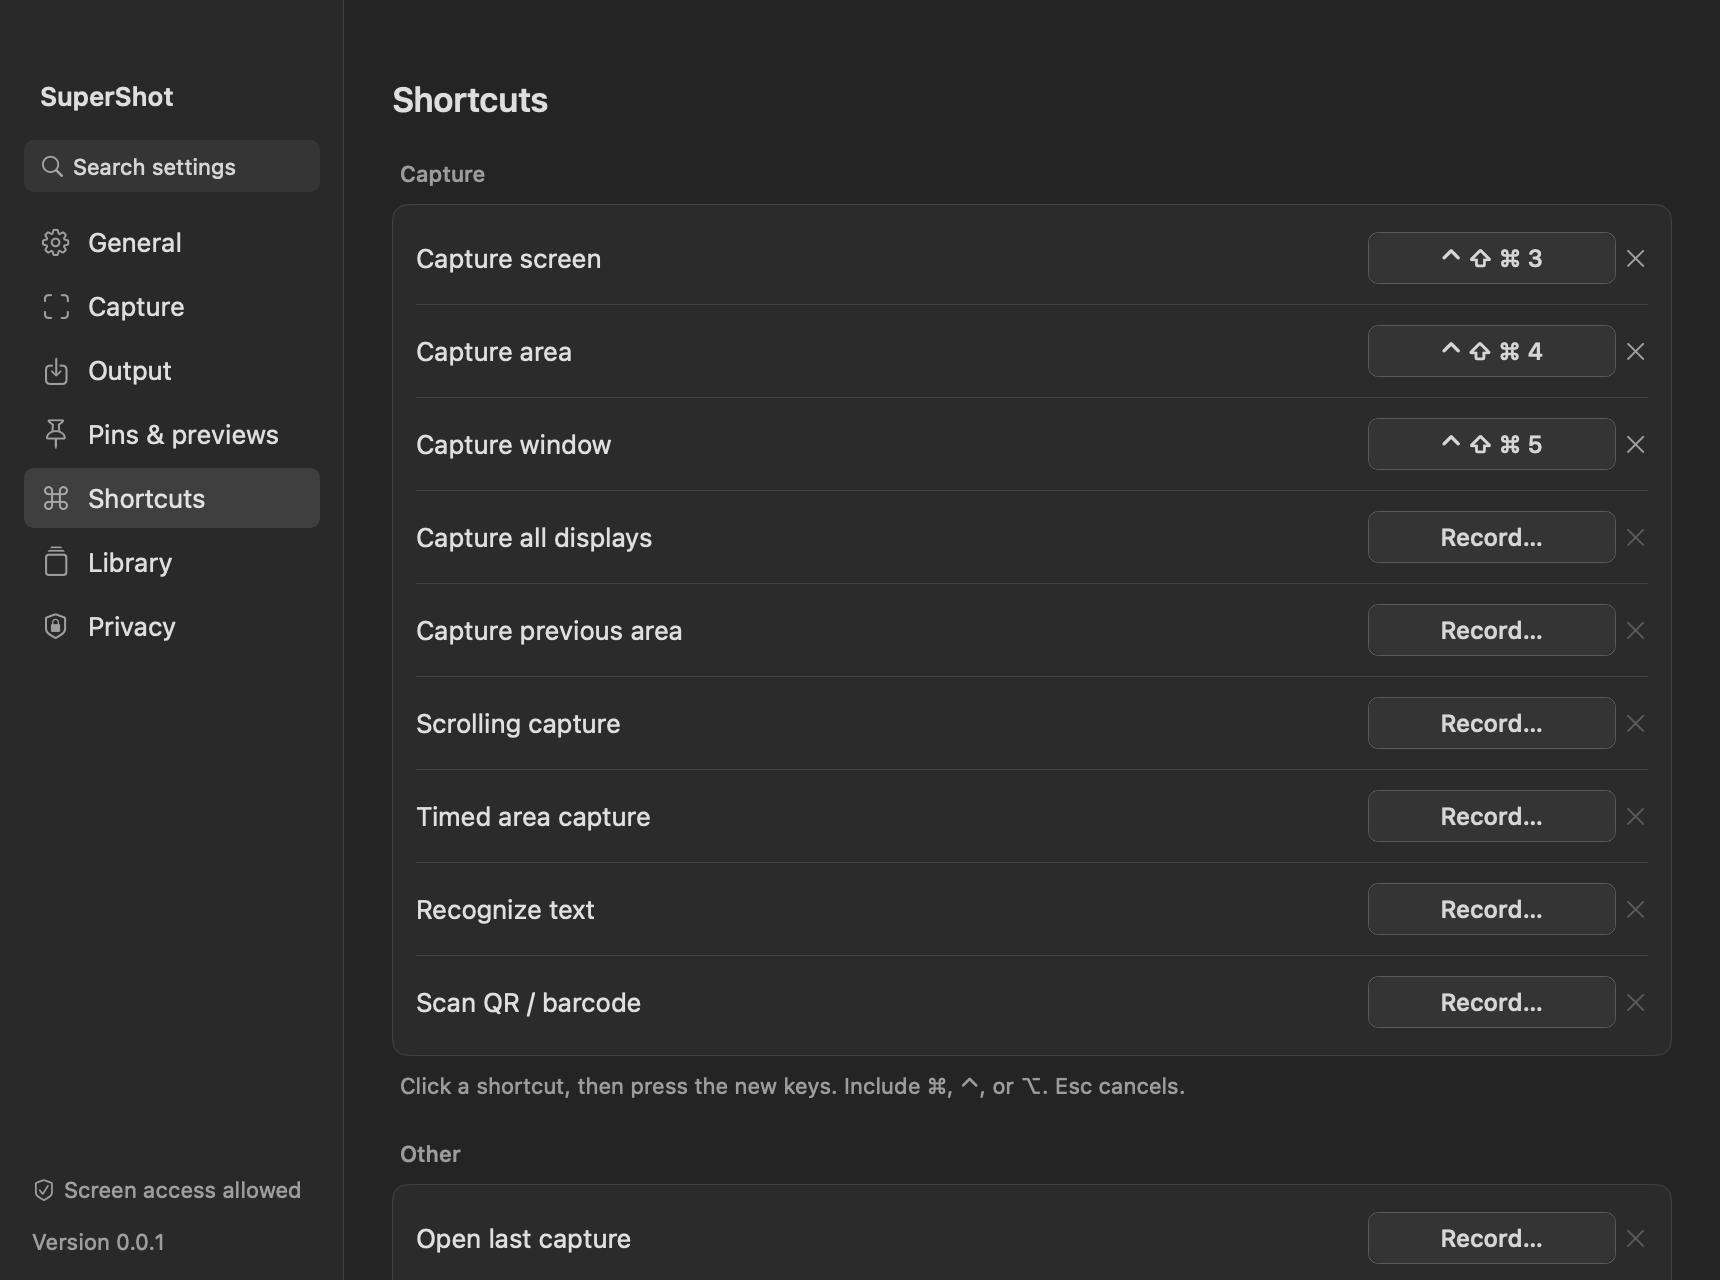 SuperShot
Search settings
General
Capture
Output
Pins & previews
Shortcuts
Library
Privacy
Screen access allowed
Version 0.0.1
Shortcuts
Capture
Capture screen
⌃ ⇧ ⌘ 3
Capture area
⌃ ⇧ ⌘ 4
Capture window
⌃ ⇧ ⌘ 5
Capture all displays
Record...
Capture previous area
Record...
Scrolling capture
Record...
Timed area capture
Record...
Recognize text
Record...
Scan QR / barcode
Record...
Click a shortcut, then press the new keys. Include ⌘, ⌃, or ⌥. Esc cancels.
Other
Open last capture
Record...